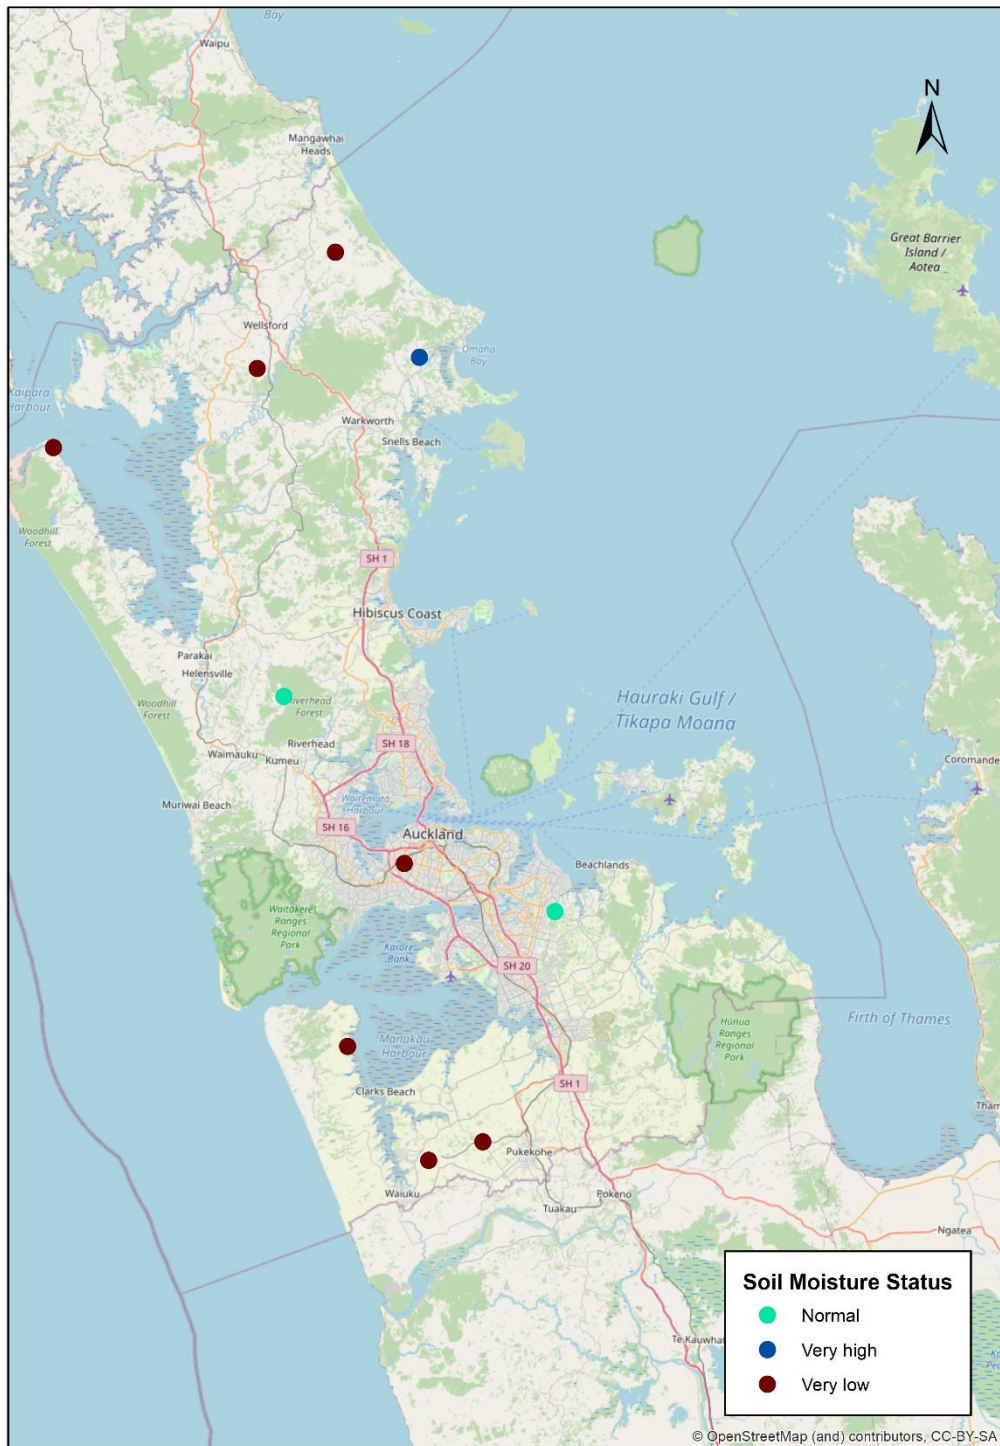 Bay
Waipu
N
Mangawhai
Heads
Great Barrier
Island /
Aotea
Wellsford
Omaha
Bay
Kaipara
Harbour
Warkworth
Snells Beach
Woodhill
Forest
SH 1
Hibiscus Coast
Parakai
Helensville
Hauraki Gulf /
Tikapa Moana
Riverhead
Forest
Woodhill
Forest
Riverhead
SH 18
Waimauku
Kumeu
Coromande
Muriwai Beach
Waitematā
Harbour
SH 16
Auckland
Beachlands
Waitākere
Ranges
Regional
Park
Karore
Bank
SH 20
Firth of Thames
Hūnua
Ranges
Regional
Park
Manukau
Harbour
SH 1
Clarks Beach
Tham
Pukekohe
Waiuku
Pokeno
Tuakau
Ngatea
Soil Moisture Status
Normal
Very high
Very low
Te Kauwhat
© OpenStreetMap (and) contributors, CC-BY-SA